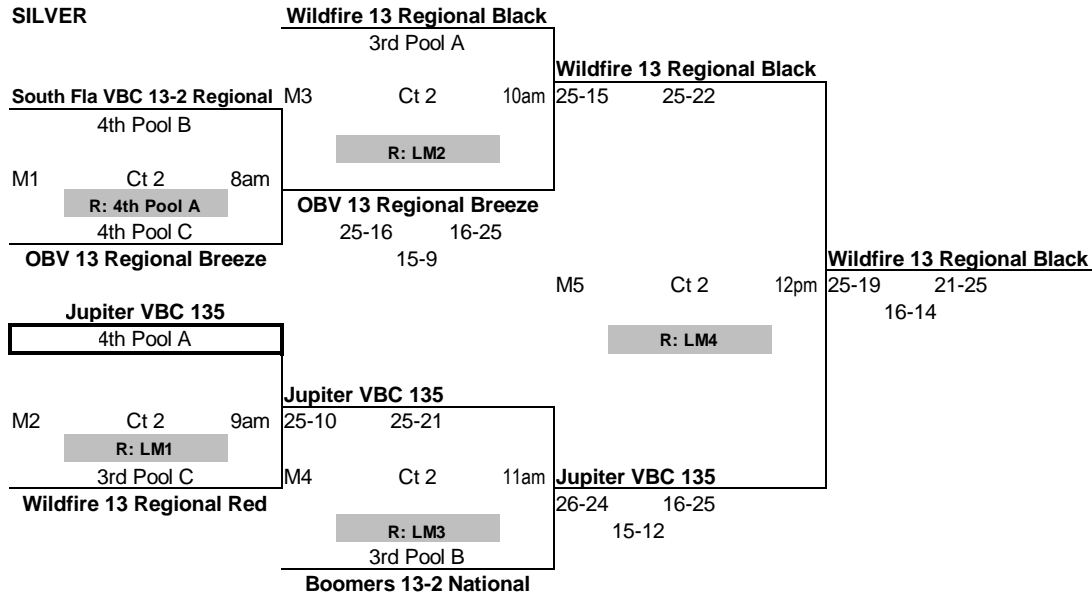 SILVER Wildfire 13 Regional Black
3rd Pool A
Wildfire 13 Regional Black
South Fla VBC 13-2 Regional M3 Ct 2 10am 25-15 25-22
4th Pool B
R: LM2
M1 Ct 2 8am
R: 4th Pool A OBV 13 Regional Breeze
4th Pool C 25-16 16-25
OBV 13 Regional Breeze 15-9 Wildfire 13 Regional Black
M5 Ct 2 12pm 25-19 21-25
Jupiter VBC 135 16-14
4th Pool A R: LM4
Jupiter VBC 135
M2 Ct 2 9am 25-10 25-21
R: LM1
3rd Pool C M4 Ct 2 11am Jupiter VBC 135
Wildfire 13 Regional Red 26-24 16-25
R: LM3 15-12
3rd Pool B
Boomers 13-2 National